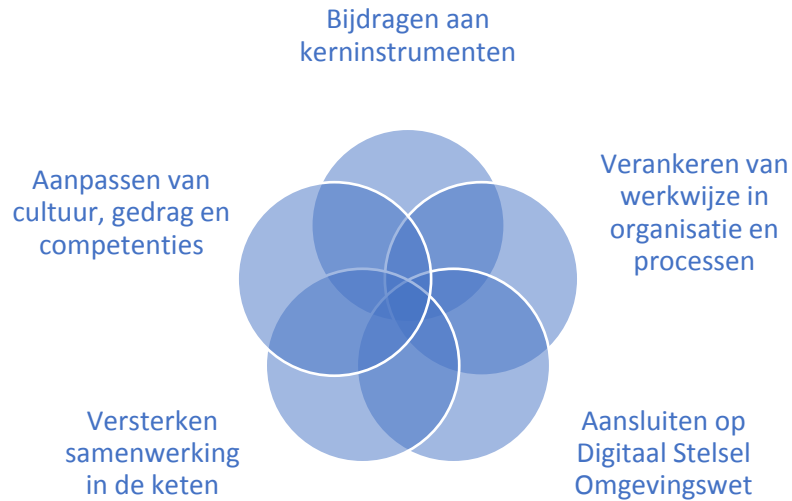 Bijdragen aan
kerninstrumenten
Verankeren van
werkwijze in
organisatie en
processen
Aansluiten op
Digitaal Stelsel
Omgevingswet
Versterken
samenwerking
in de keten
Aanpassen van
cultuur, gedrag en
competenties